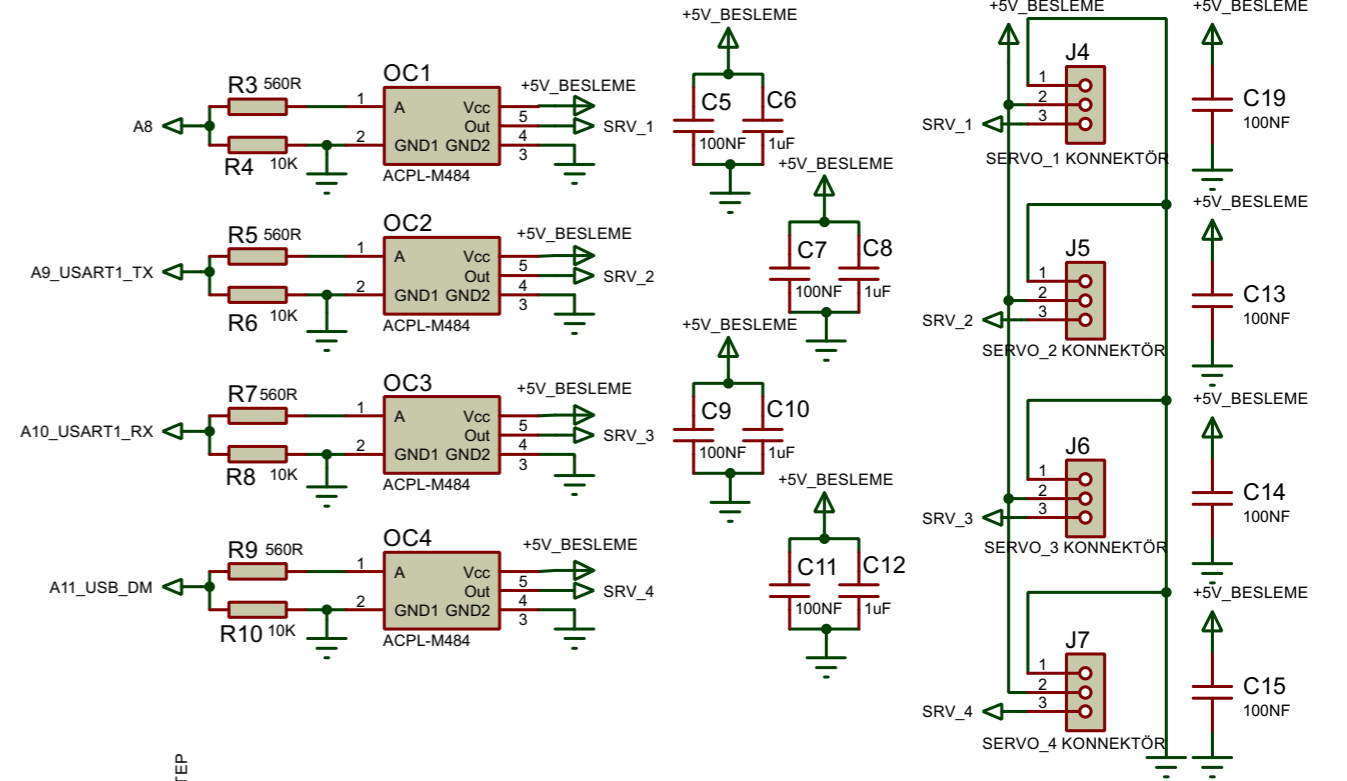 +5V_BESLEME
R3 560R
OC1
1
A
Vcc
+5V_BESLEME
5
A8
Out
SRV_1
4
R4 10K
2
GND1 GND2
3
ACPL-M484
C5
C6
100NF
1uF
R5 560R
OC2
1
A
Vcc
+5V_BESLEME
5
A9_USART1_TX
Out
SRV_2
4
R6 10K
2
GND1 GND2
3
ACPL-M484
+5V_BESLEME
C7
C8
100NF
1uF
R7 560R
OC3
1
A
Vcc
+5V_BESLEME
5
A10_USART1_RX
Out
SRV_3
4
R8 10K
2
GND1 GND2
3
ACPL-M484
+5V_BESLEME
C9
C10
100NF
1uF
R9 560R
OC4
1
A
Vcc
+5V_BESLEME
5
A11_USB_DM
Out
SRV_4
4
R10 10K
2
GND1 GND2
3
ACPL-M484
+5V_BESLEME
C11
C12
100NF
1uF
+5V_BESLEME
J4
1
2
3
SRV_1
SERVO_1 KONNEKTÖR
J5
1
2
3
SRV_2
SERVO_2 KONNEKTÖR
J6
1
2
3
SRV_3
SERVO_3 KONNEKTÖR
J7
1
2
3
SRV_4
SERVO_4 KONNEKTÖR
+5V_BESLEME
C19
100NF
+5V_BESLEME
C13
100NF
+5V_BESLEME
C14
100NF
+5V_BESLEME
C15
100NF
TEP